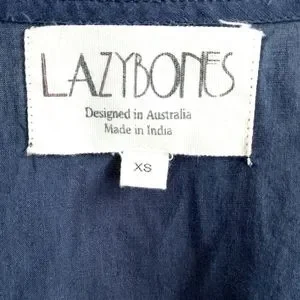 LAZYBONES
Designed in Australia
Made in India
XS